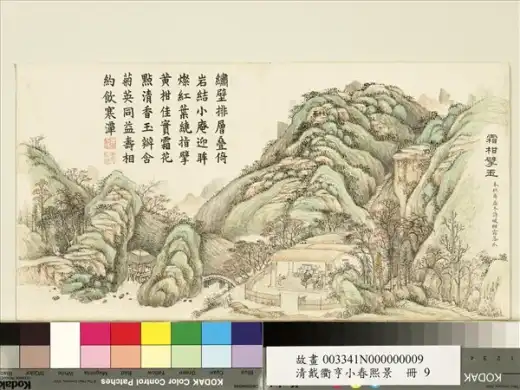 霜柑擘玉
繡壁排層疊倚
岩結小庵迎眸
燦紅葉繞指擘
黃柑佳實霜花
點清香玉瓣含
菊英同益壽相
約飲寒潭
KODAK Color Control Patches
KODAK
故畫 003341N000000009
清戴衢亨小春熙景 冊 9